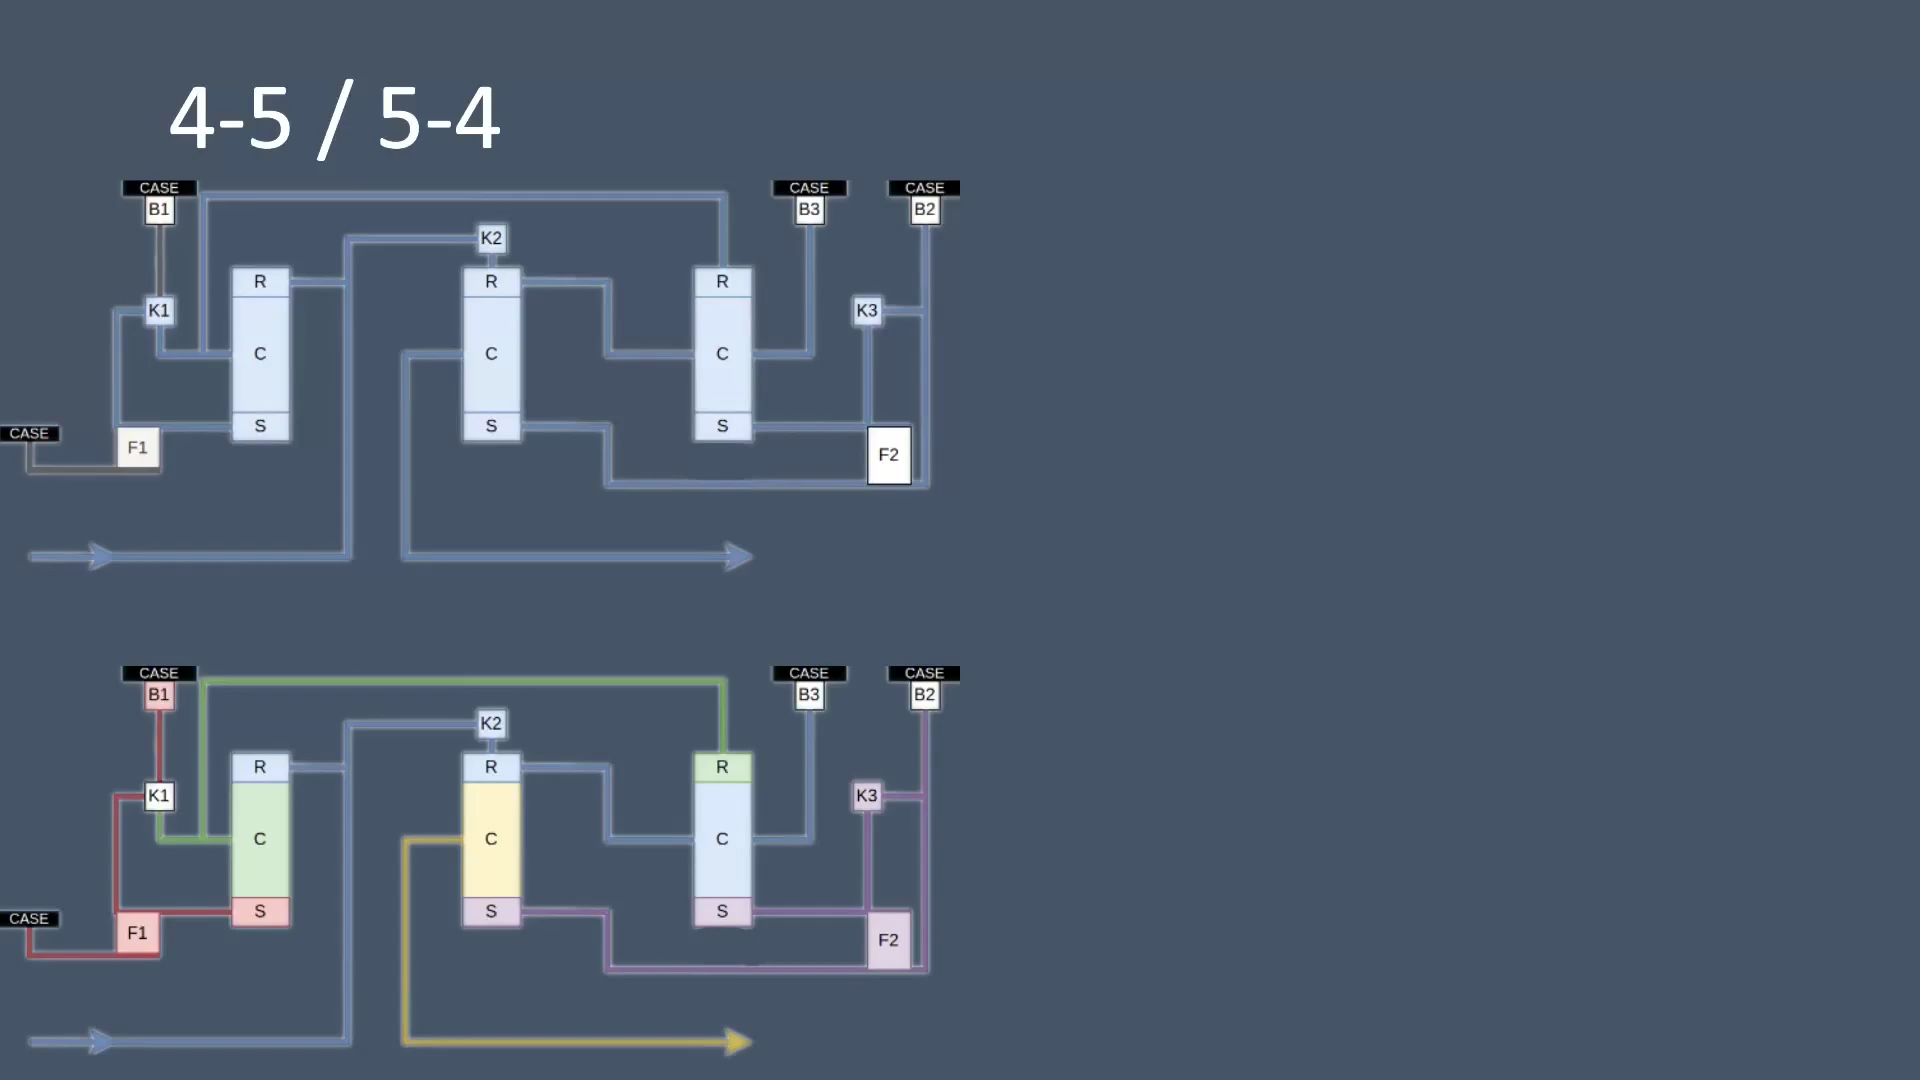 4-5 / 5-4
CASE CASE CASE
B1 B3 B2
K2
R R R
K1 K3
C C C
S S S
CASE
F1 F2
CASE CASE CASE
B1 B3 B2
K2
R R R
K1 K3
C C C
S S S
CASE
F1 F2